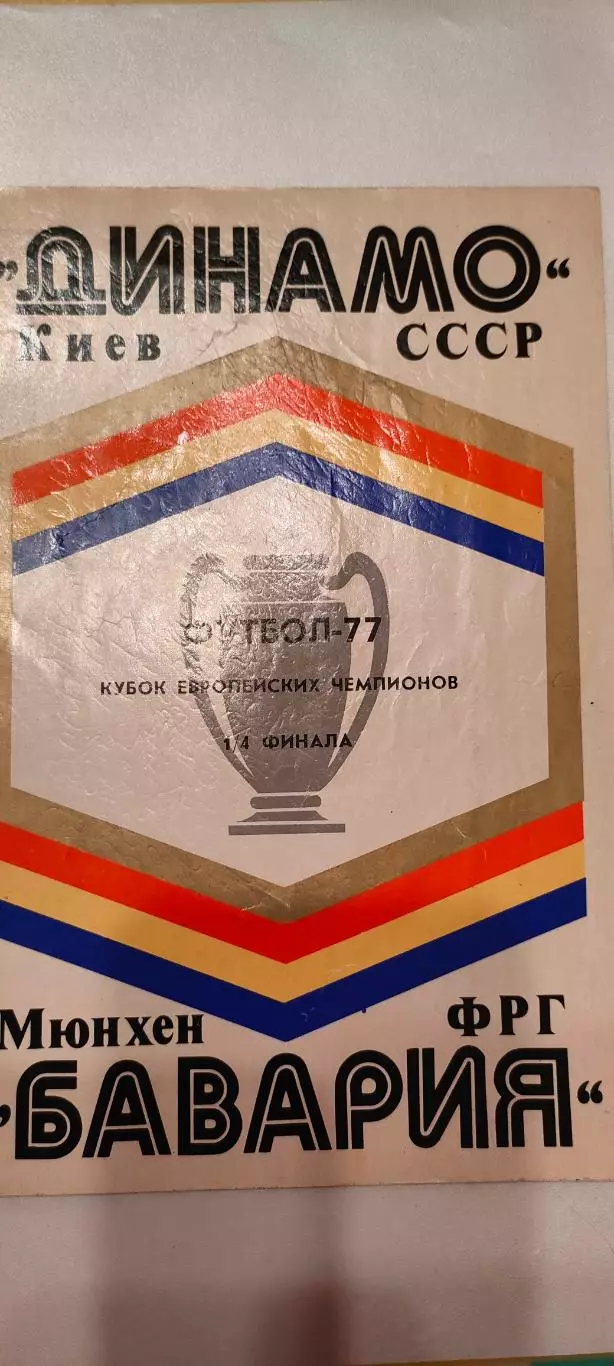 „ДИНАМО“
Киев СССР
ФУТБОЛ-77
КУБОК ЕВРОПЕЙСКИХ ЧЕМПИОНОВ
1/4 ФИНАЛА
Мюнхен ФРГ
„БАВАРИЯ“